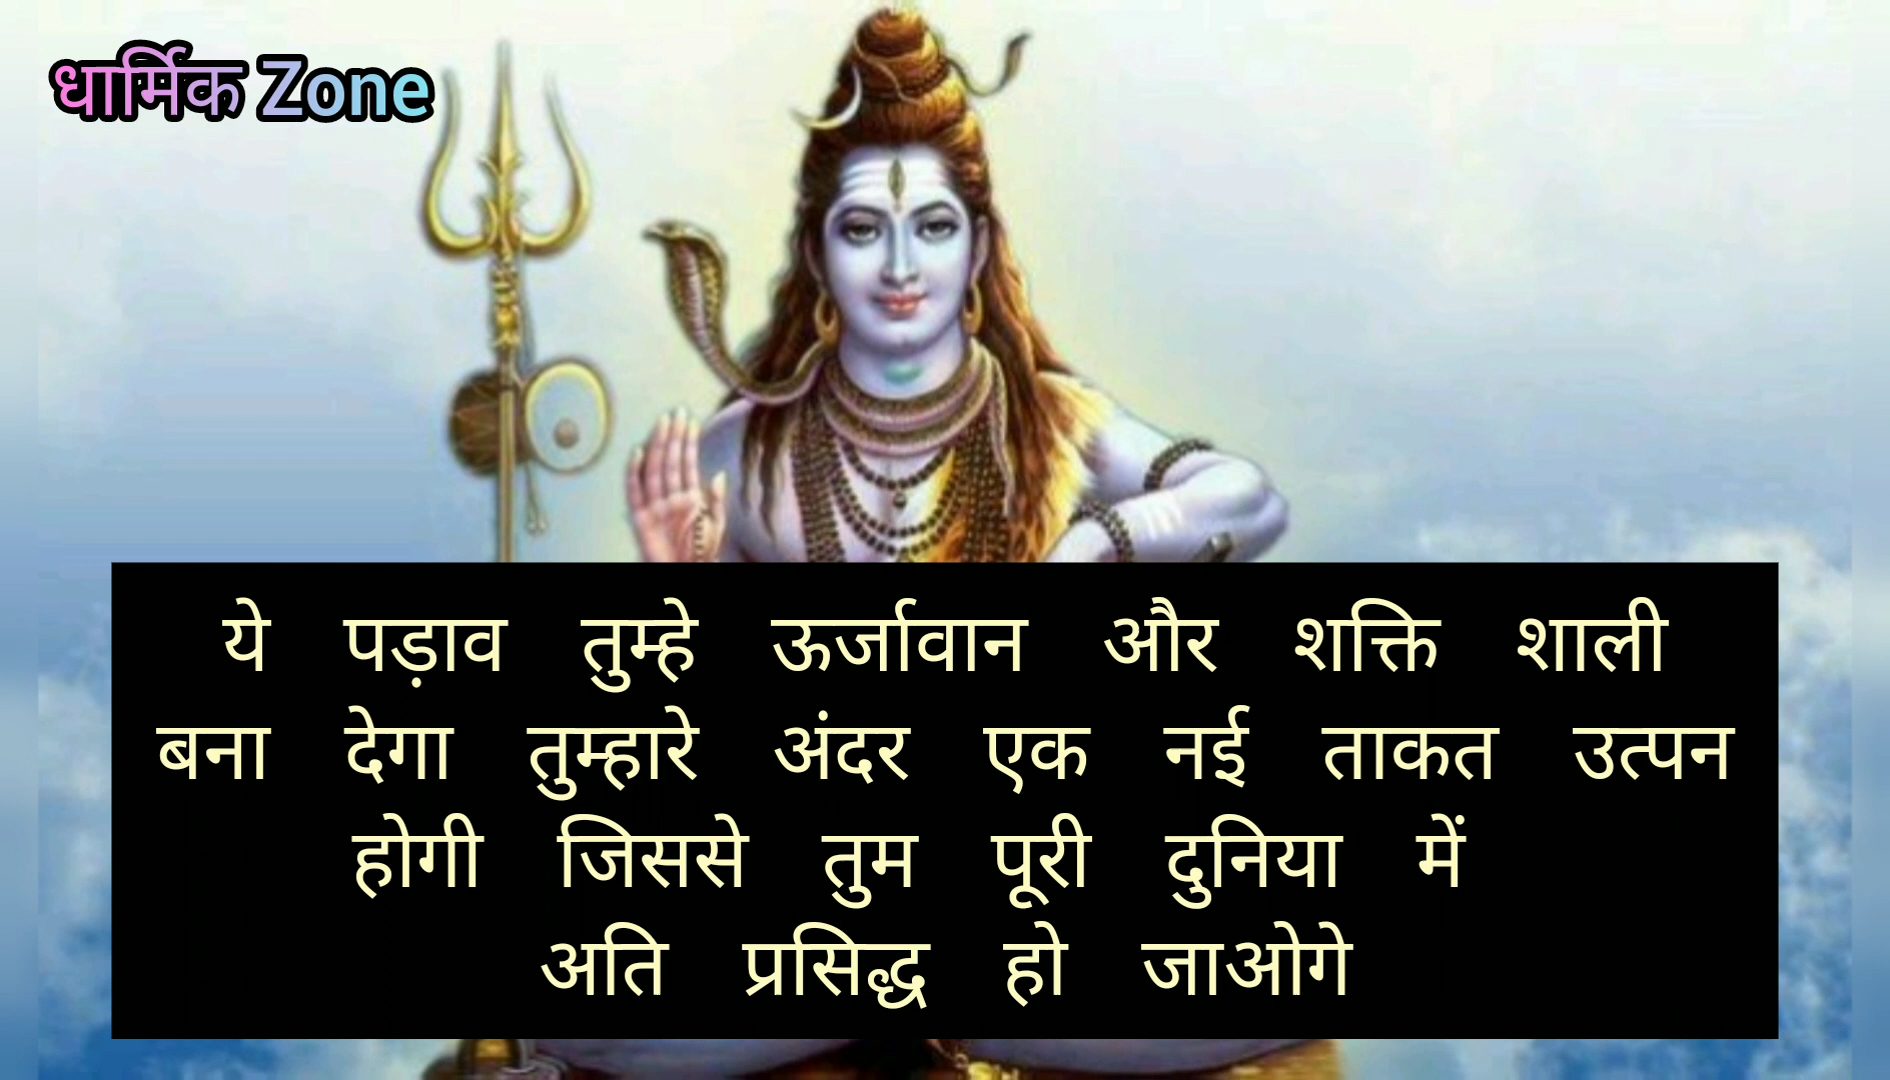 धार्मिक Zone
ये पड़ाव तुम्हे ऊर्जावान और शक्ति शाली
बना देगा तुम्हारे अंदर एक नई ताकत उत्पन
होगी जिससे तुम पूरी दुनिया में
अति प्रसिद्ध हो जाओगे